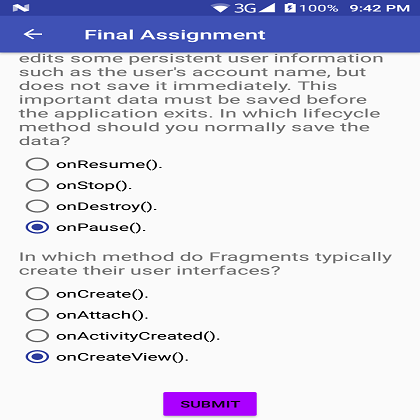 3G 100% 9:42 PM
Final Assignment
edits some persistent user information
such as the user's account name, but
does not save it immediately. This
important data must be saved before
the application exits. In which lifecycle
method should you normally save the
data?
onResume().
onStop().
onDestroy().
onPause().
In which method do Fragments typically
create their user interfaces?
onCreate().
onAttach().
onActivityCreated().
onCreateView().
SUBMIT